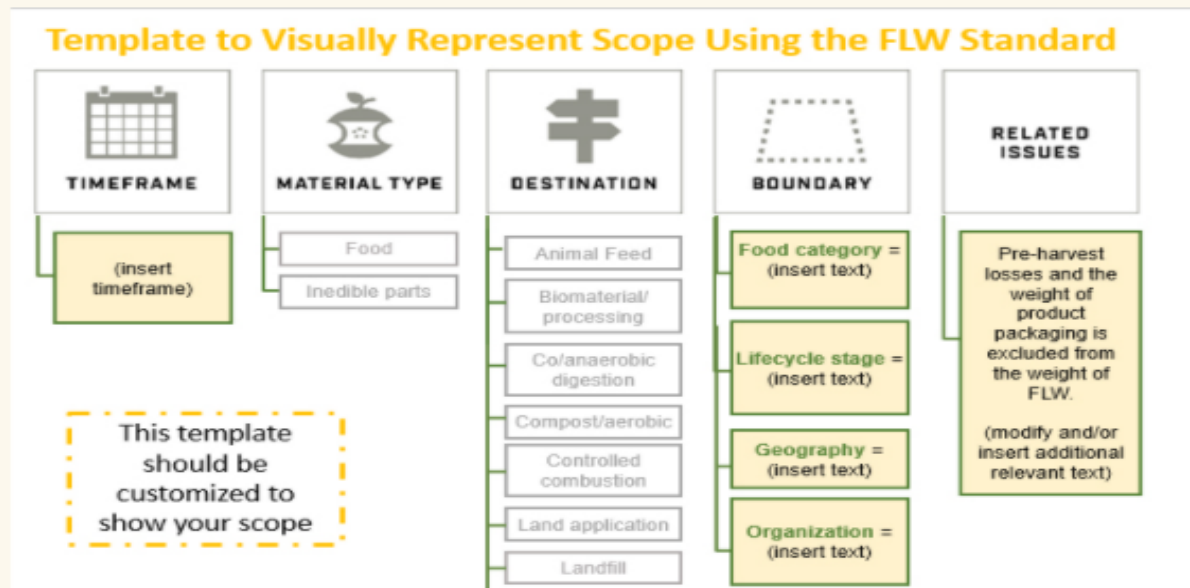 Template to Visually Represent Scope Using the FLW Standard
TIMEFRAME
(insert
timeframe)
MATERIAL TYPE
Food
Inedible parts
DESTINATION
Animal Feed
Biomaterial/
processing
Co/anaerobic
digestion
Compost/aerobic
Controlled
combustion
Land application
Landfill
BOUNDARY
Food category =
(insert text)
Lifecycle stage =
(insert text)
Geography =
(insert text)
Organization =
(insert text)
RELATED
ISSUES
Pre-harvest
losses and the
weight of
product
packaging is
excluded from
the weight of
FLW.
(modify and/or
insert additional
relevant text)
This template
should be
customized to
show your scope